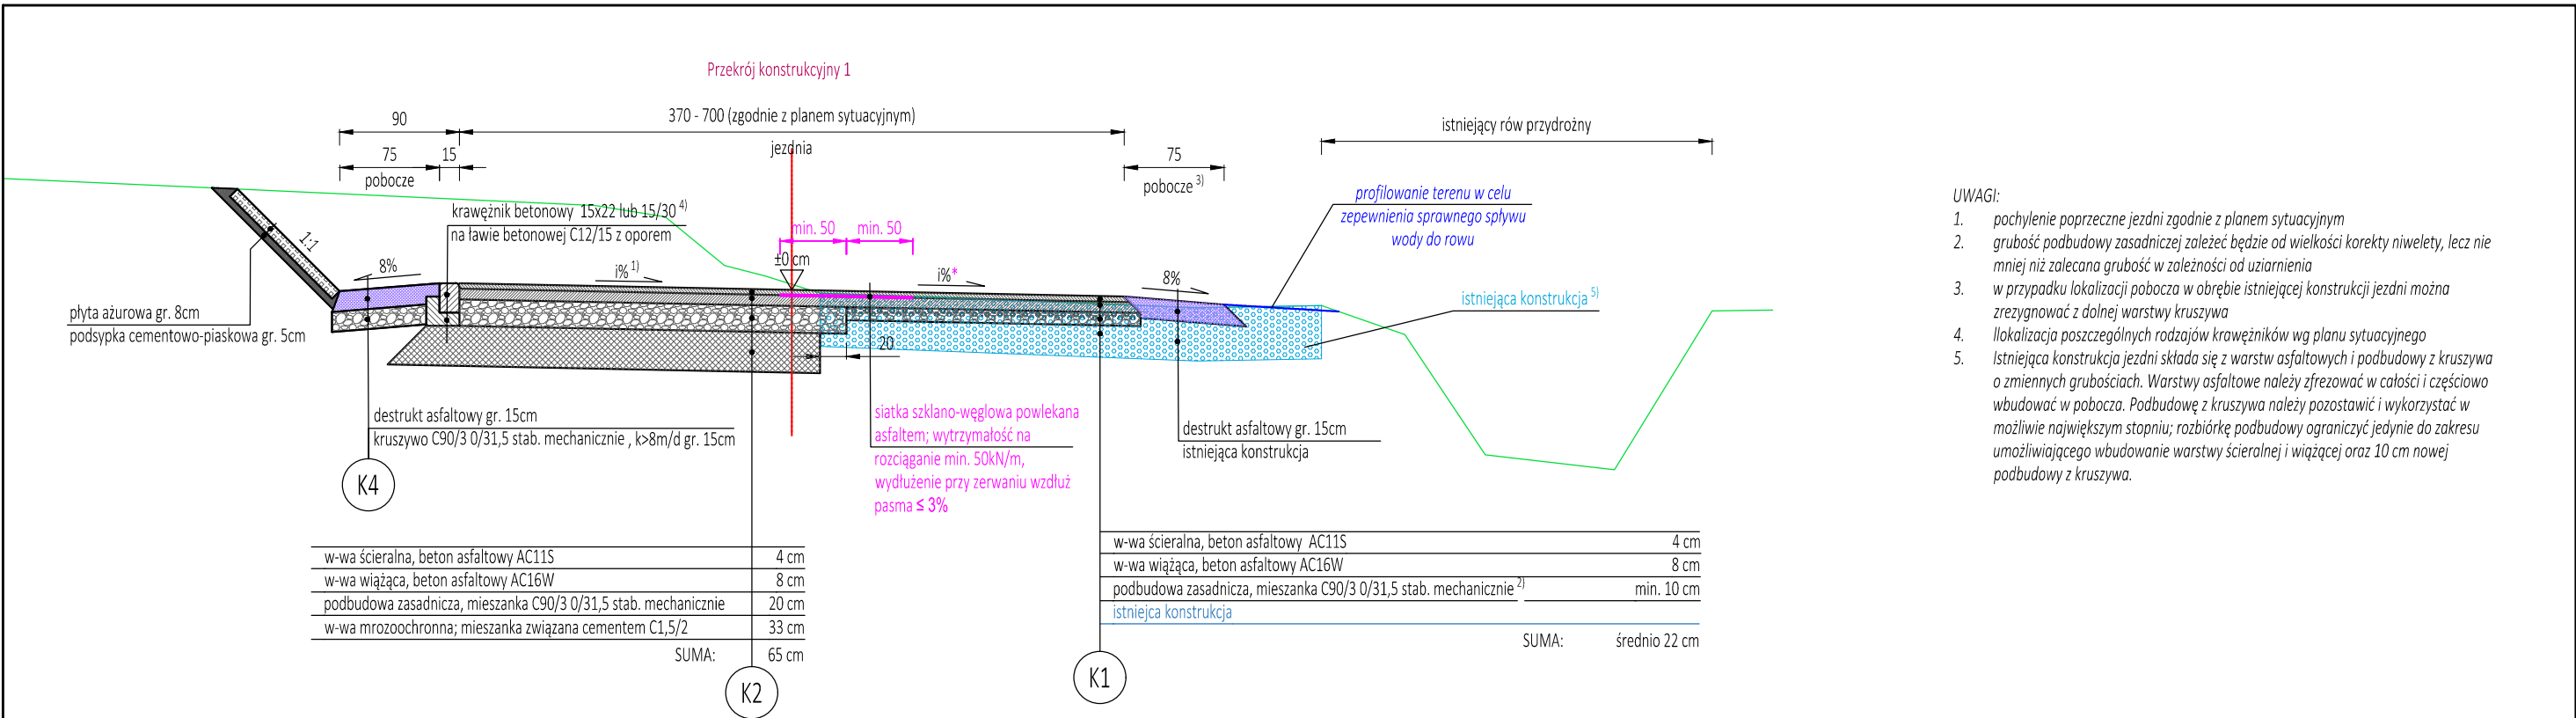 Przekrój konstrukcyjny 1
90
370 - 700 (zgodnie z planem sytuacyjnym)
istniejący rów przydrożny
75
15
jezdnia
75
pobocze
pobocze 3)
krawężnik betonowy 15x22 lub 15/30 4)
na ławie betonowej C12/15 z oporem
min. 50
min. 50
profilowanie terenu w celu
zepewnienia sprawnego spływu
wody do rowu
1:1
8%
i% 1)
±0 cm
i%*
8%
istniejąca konstrukcja 5)
płyta ażurowa gr. 8cm
podsypka cementowo-piaskowa gr. 5cm
20
destrukt asfaltowy gr. 15cm
kruszywo C90/3 0/31,5 stab. mechanicznie , k>8m/d gr. 15cm
K4
siatka szklano-węglowa powlekana
asfaltem; wytrzymałość na
rozciąganie min. 50kN/m,
wydłużenie przy zerwaniu wzdłuż
pasma ≤ 3%
destrukt asfaltowy gr. 15cm
istniejąca konstrukcja
w-wa ścieralna, beton asfaltowy AC11S 4 cm
w-wa wiążąca, beton asfaltowy AC16W 8 cm
podbudowa zasadnicza, mieszanka C90/3 0/31,5 stab. mechanicznie 20 cm
w-wa mrozoochronna; mieszanka związana cementem C1,5/2 33 cm
SUMA: 65 cm
K2
w-wa ścieralna, beton asfaltowy AC11S 4 cm
w-wa wiążąca, beton asfaltowy AC16W 8 cm
podbudowa zasadnicza, mieszanka C90/3 0/31,5 stab. mechanicznie 2) min. 10 cm
istniejca konstrukcja
SUMA: średnio 22 cm
K1
UWAGI:
1. pochylenie poprzeczne jezdni zgodnie z planem sytuacyjnym
2. grubość podbudowy zasadniczej zależeć będzie od wielkości korekty niwelety, lecz nie
mniej niż zalecana grubość w zależności od uziarnienia
3. w przypadku lokalizacji pobocza w obrębie istniejącej konstrukcji jezdni można
zrezygnować z dolnej warstwy kruszywa
4. llokalizacja poszczególnych rodzajów krawężników wg planu sytuacyjnego
5. Istniejąca konstrukcja jezdni składa się z warstw asfaltowych i podbudowy z kruszywa
o zmiennych grubościach. Warstwy asfaltowe należy zfrezować w całości i częściowo
wbudować w pobocza. Podbudowę z kruszywa należy pozostawić i wykorzystać w
możliwie największym stopniu; rozbiórkę podbudowy ograniczyć jedynie do zakresu
umożliwiającego wbudowanie warstwy ścieralnej i wiążącej oraz 10 cm nowej
podbudowy z kruszywa.